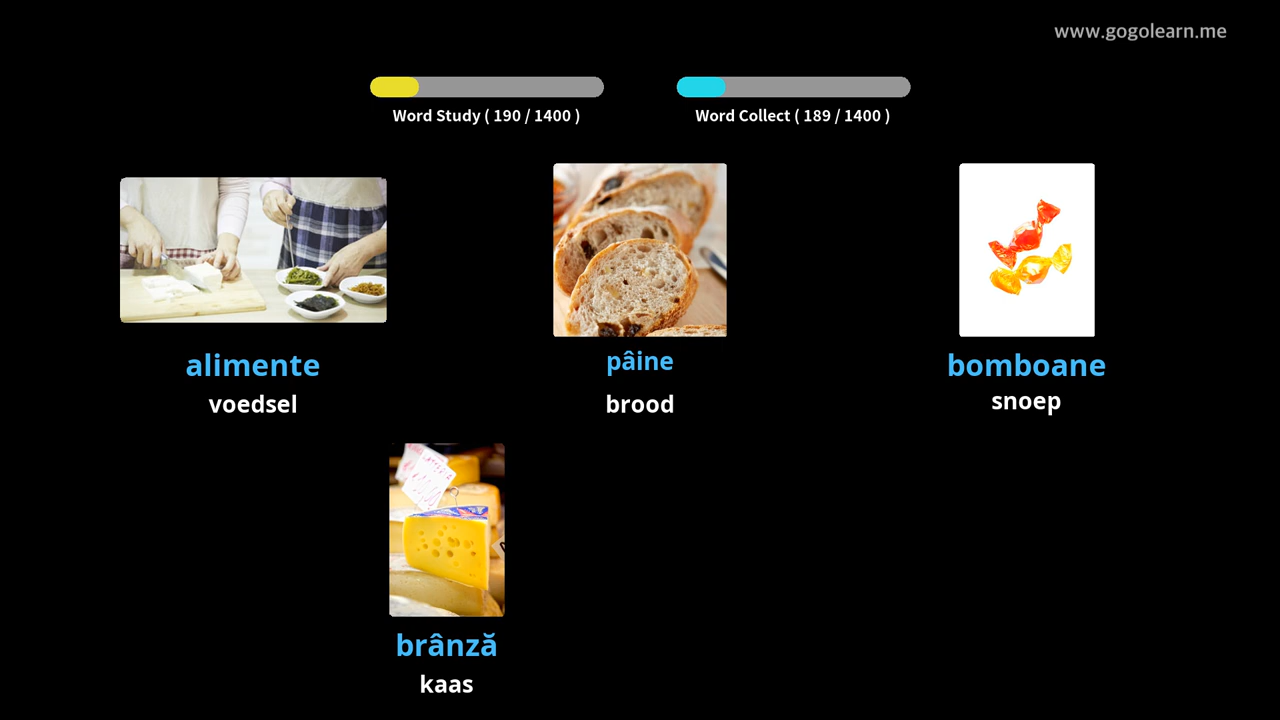 www.gogolearn.me
Word Study ( 190 / 1400 )
Word Collect ( 189 / 1400 )
alimente
voedsel
pâine
brood
bomboane
snoep
brânză
kaas